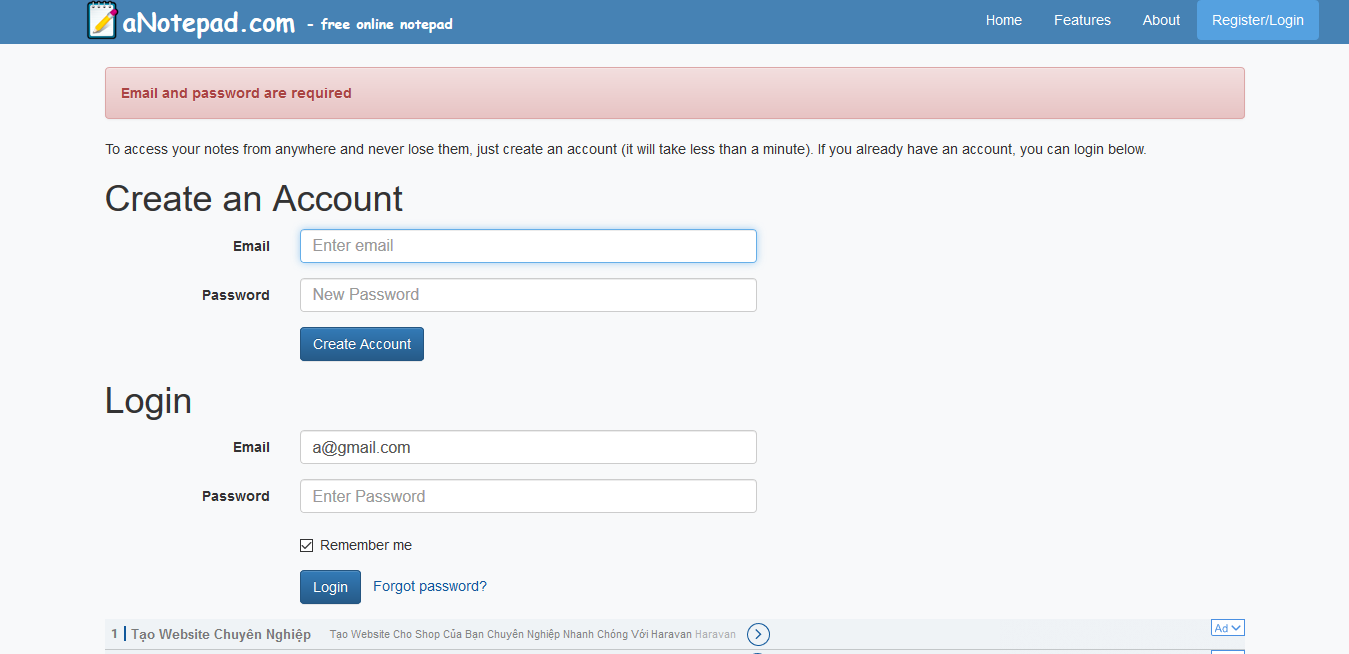 aNotepad.com - free online notepad
Home Features About Register/Login
Email and password are required
To access your notes from anywhere and never lose them, just create an account (it will take less than a minute). If you already have an account, you can login below.
Create an Account
Email Enter email
Password New Password
Create Account
Login
Email a@gmail.com
Password Enter Password
Remember me
Login Forgot password?
1 Tạo Website Chuyên Nghiệp Tạo Website Cho Shop Của Bạn Chuyên Nghiệp Nhanh Chóng Với Haravan Haravan Ad